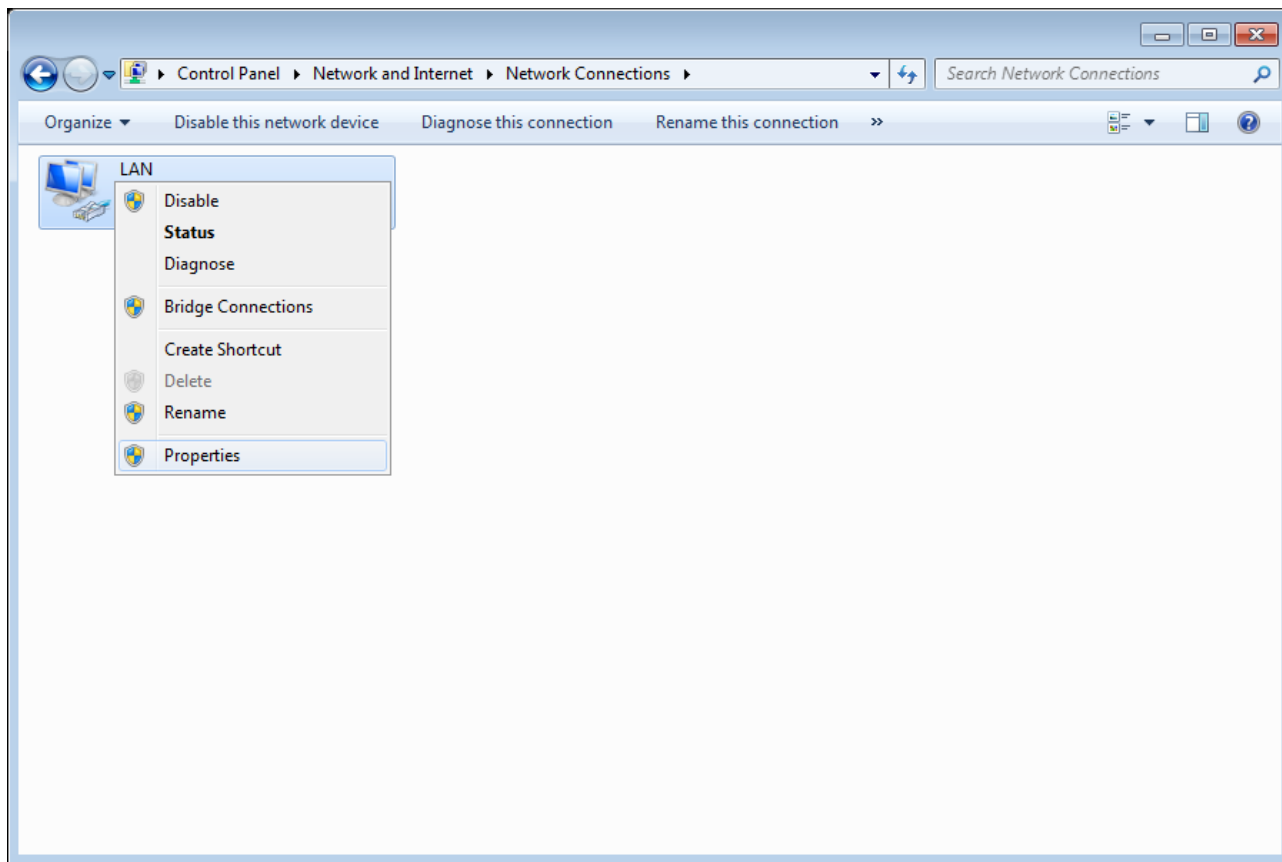 Control Panel Network and Internet Network Connections Search Network Connections
Organize Disable this network device Diagnose this connection Rename this connection »
LAN
Disable
Status
Diagnose
Bridge Connections
Create Shortcut
Delete
Rename
Properties